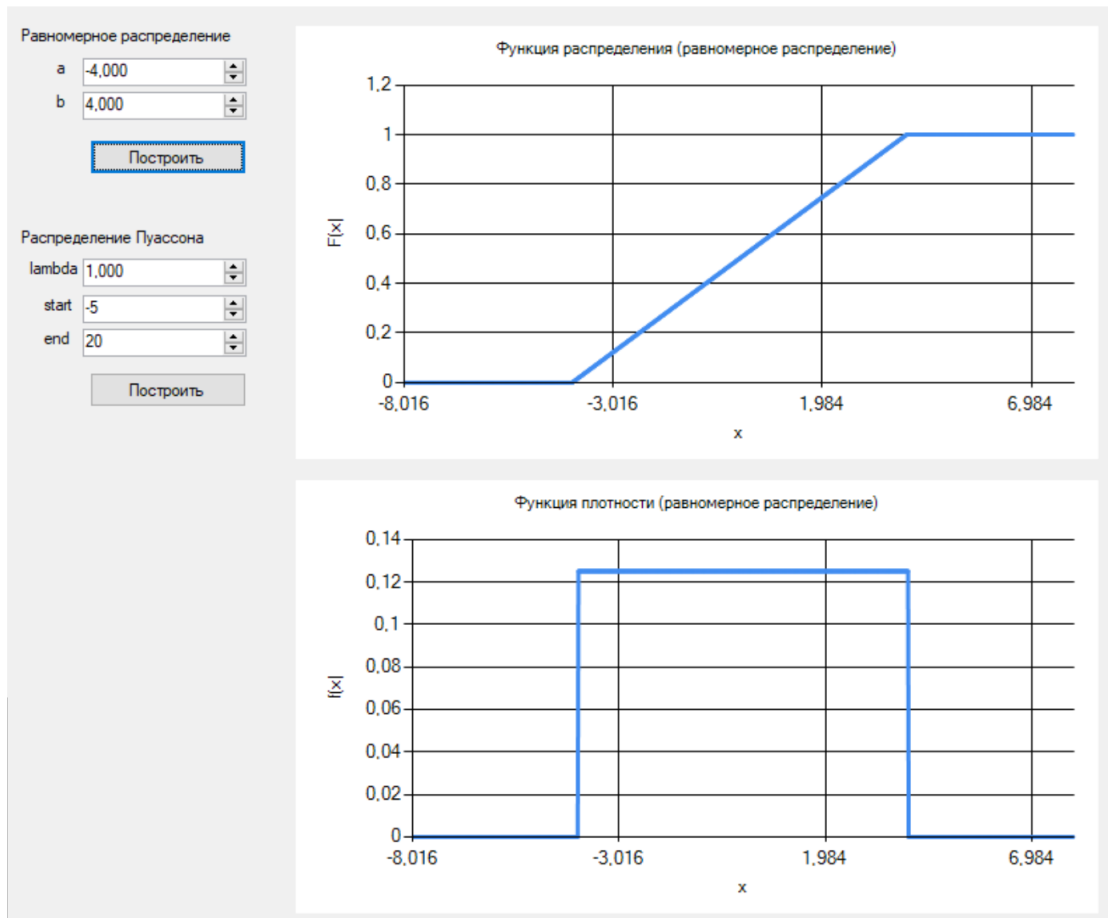 Равномерное распределение
a -4,000
b 4,000
Построить
Распределение Пуассона
lambda 1,000
start -5
end 20
Построить
Функция распределения (равномерное распределение)
1,2
1
0,8
0,6
0,4
0,2
0
F(x|
-8,016 -3,016 1,984 6,984
x
Функция плотности (равномерное распределение)
0,14
0,12
0,1
0,08
0,06
0,04
0,02
0
f(x|
-8,016 -3,016 1,984 6,984
x